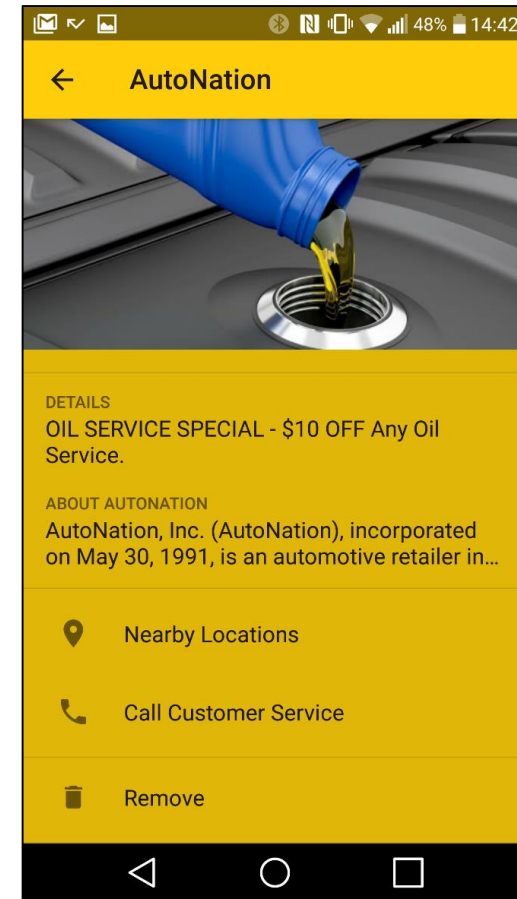 48% 14:42
AutoNation
DETAILS
OIL SERVICE SPECIAL - $10 OFF Any Oil
Service.
ABOUT AUTONATION
AutoNation, Inc. (AutoNation), incorporated
on May 30, 1991, is an automotive retailer in...
Nearby Locations
Call Customer Service
Remove